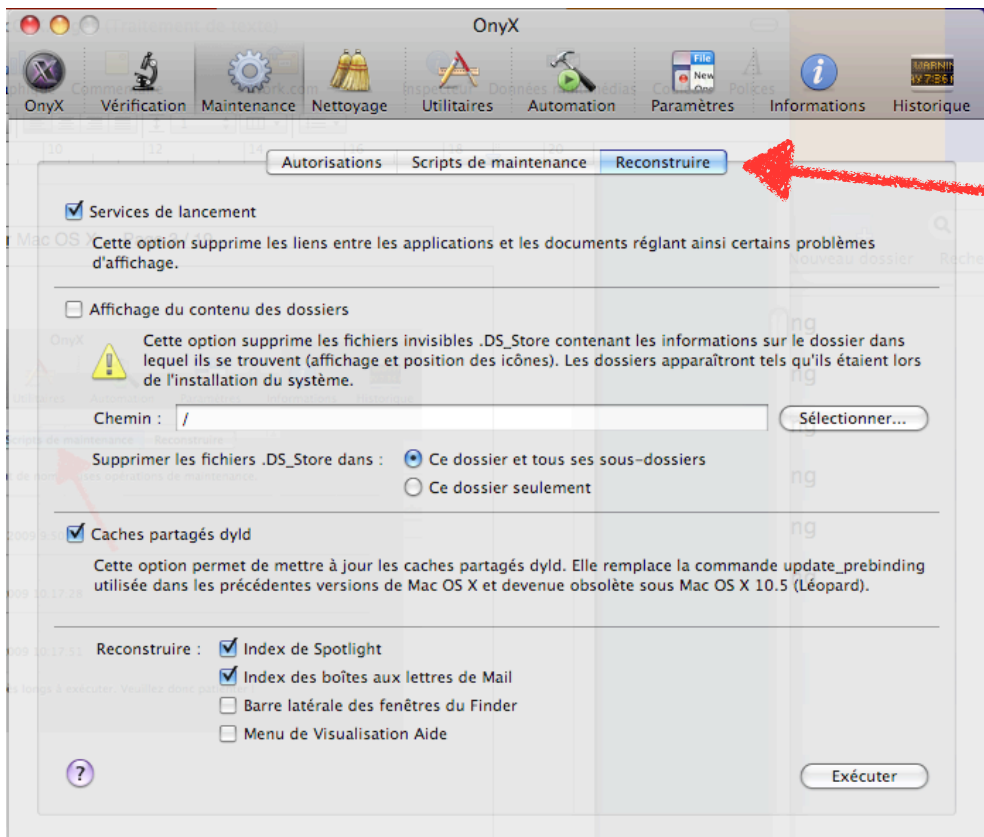 OnyX
OnyX Vérification Maintenance Nettoyage Utilitaires Automation Paramètres Informations Historique
Autorisations Scripts de maintenance Reconstruire
Services de lancement
Mac OS X
Cette option supprime les liens entre les applications et les documents réglant ainsi certains problèmes
d'affichage.
Nouveau dossier
Affichage du contenu des dossiers
OnyX
Cette option supprime les fichiers invisibles .DS_Store contenant les informations sur le dossier dans
lequel ils se trouvent (affichage et position des icônes). Les dossiers apparaîtront tels qu'ils étaient lors
de l'installation du système.
Chemin : / Sélectionner...
Supprimer les fichiers .DS_Store dans : Ce dossier et tous ses sous-dossiers
Ce dossier seulement
Caches partagés dyld
Cette option permet de mettre à jour les caches partagés dyld. Elle remplace la commande update_prebinding
utilisée dans les précédentes versions de Mac OS X et devenue obsolète sous Mac OS X 10.5 (Léopard).
Reconstruire : Index de Spotlight
Index des boîtes aux lettres de Mail
Barre latérale des fenêtres du Finder
Menu de Visualisation Aide
? Exécuter